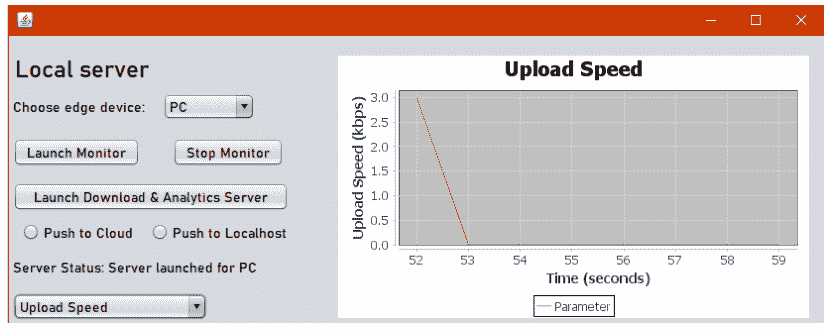 Local server
Choose edge device: PC
Launch Monitor Stop Monitor
Launch Download & Analytics Server
Push to Cloud Push to Localhost
Server Status: Server launched for PC
Upload Speed
Upload Speed
Upload Speed (kbps)
3.0
2.5
2.0
1.5
1.0
0.5
0.0
52 53 54 55 56 57 58 59
Time (seconds)
Parameter